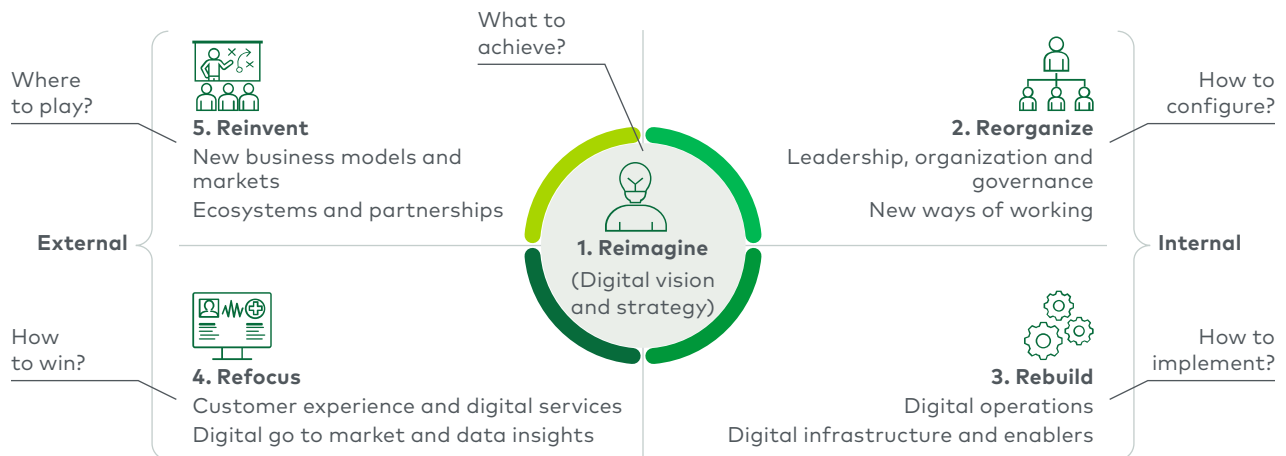 What to
achieve?
Where
to play?
5. Reinvent
New business models and
markets
Ecosystems and partnerships
How to
configure?
2. Reorganize
Leadership, organization and
governance
New ways of working
External
1. Reimagine
(Digital vision
and strategy)
Internal
How
to win?
4. Refocus
Customer experience and digital services
Digital go to market and data insights
How to
implement?
3. Rebuild
Digital operations
Digital infrastructure and enablers